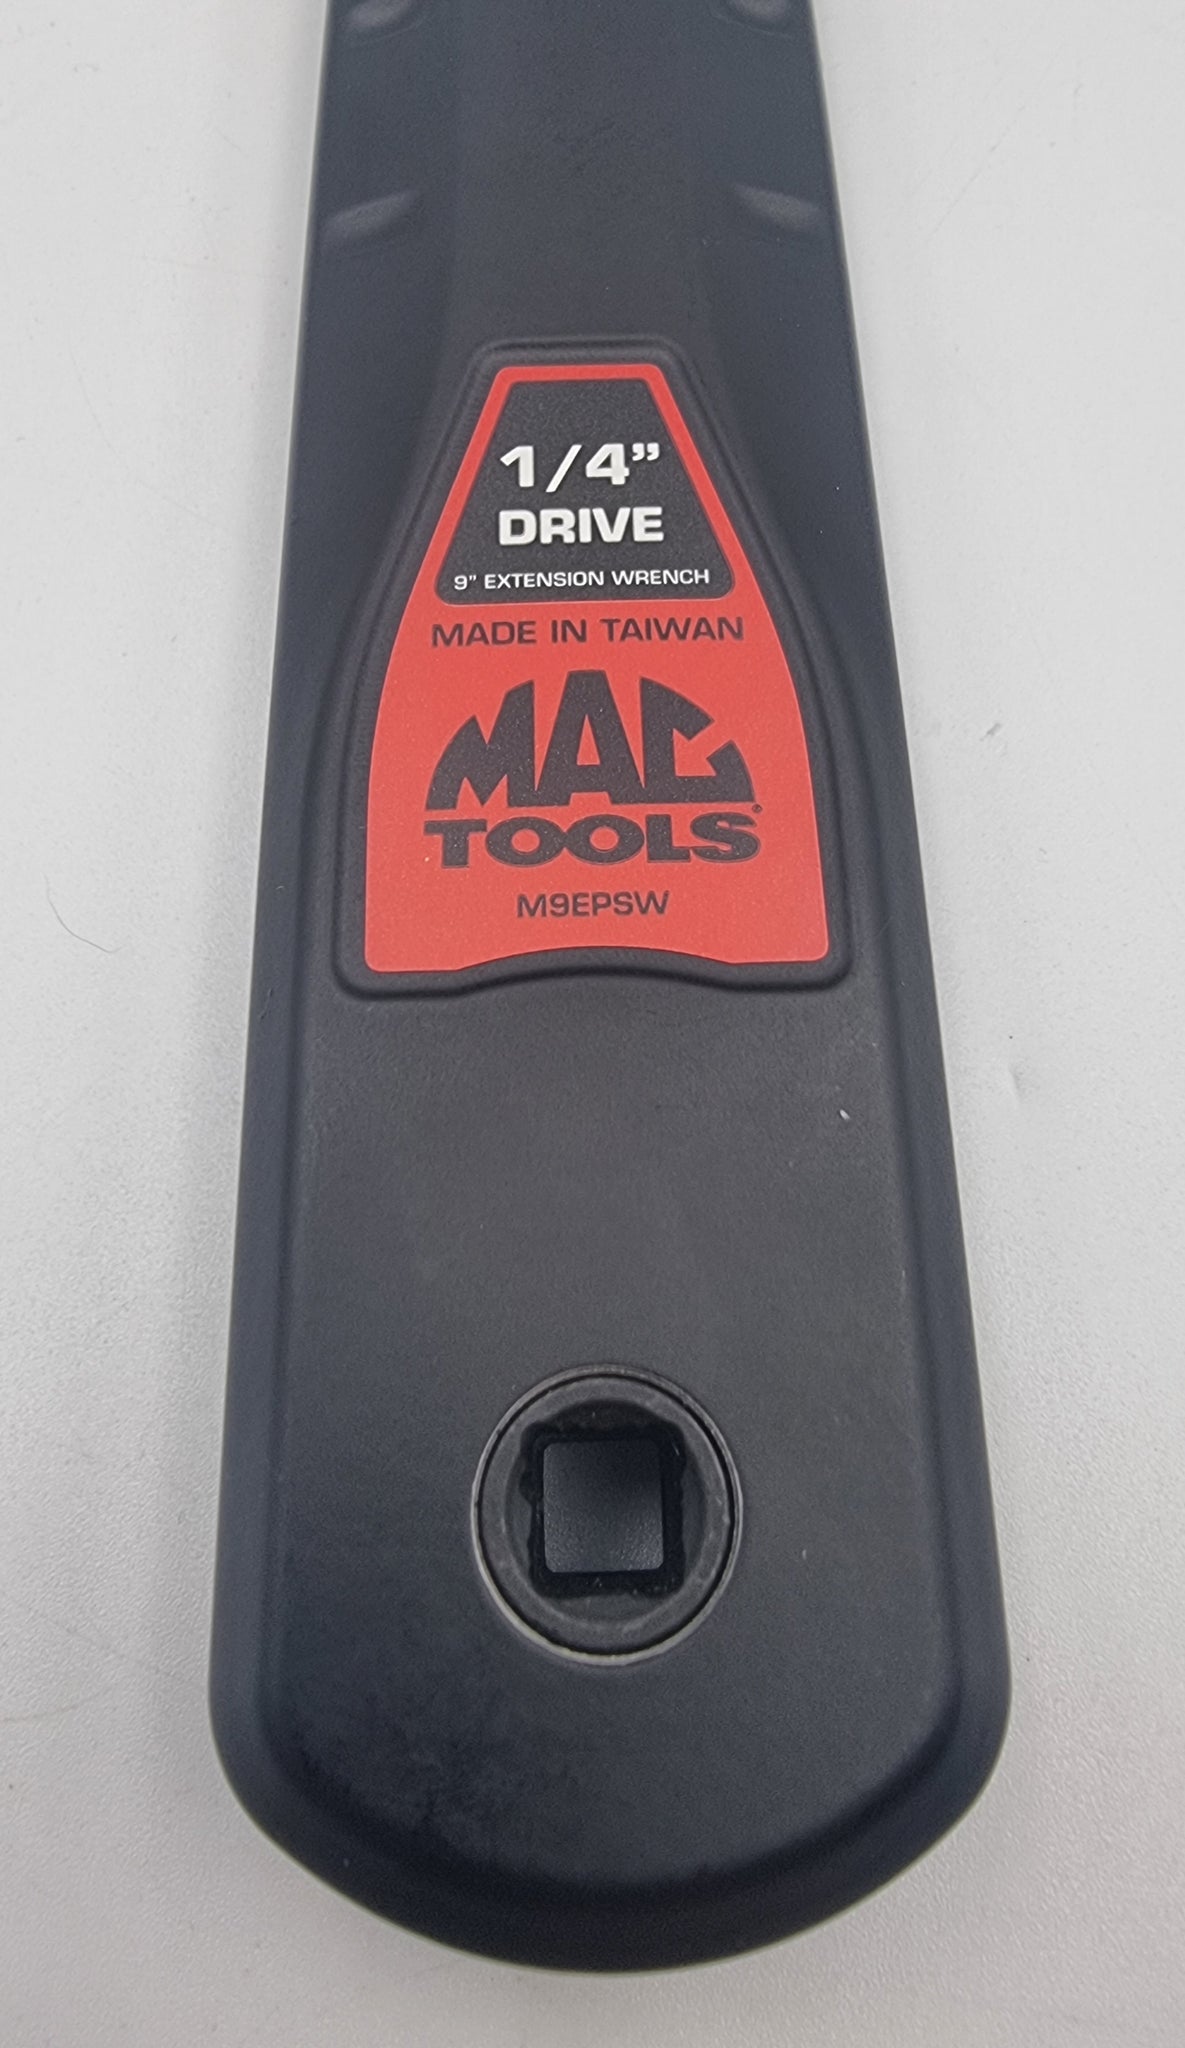 1/4”
DRIVE
9” EXTENSION WRENCH
MADE IN TAIWAN
MAC
TOOLS®
M9EPSW